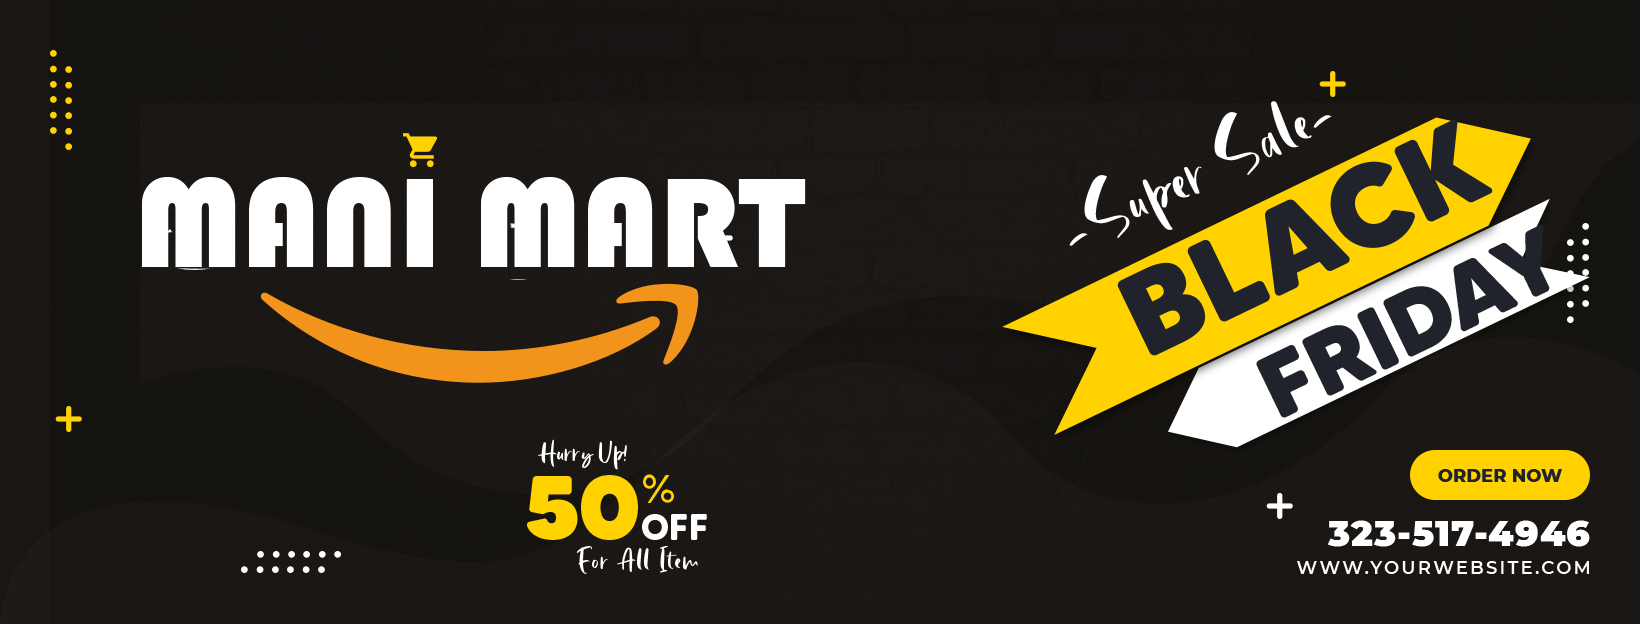 MANI MART
Hurry Up!
50% OFF
For All Item
-Super Sale-
BLACK
FRIDAY
ORDER NOW
323-517-4946
WWW.YOURWEBSITE.COM